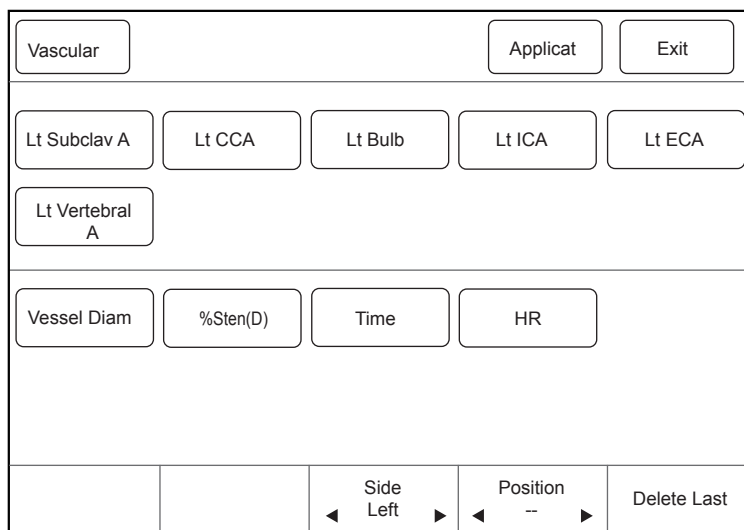 Vascular
Applicat
Exit
Lt Subclav A
Lt CCA
Lt Bulb
Lt ICA
Lt ECA
Lt Vertebral
A
Vessel Diam
%Sten(D)
Time
HR
Side
Left
Position
--
Delete Last